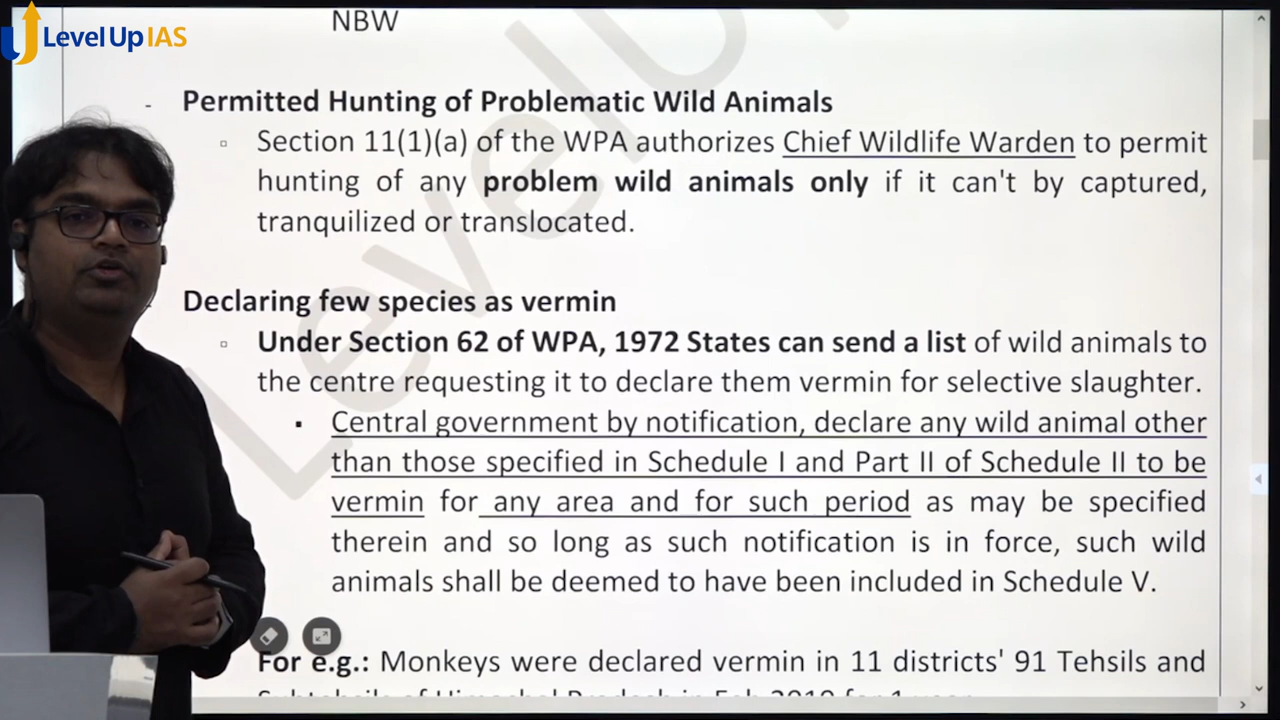 LevelUp IAS
NBW
- Permitted Hunting of Problematic Wild Animals
Section 11(1)(a) of the WPA authorizes Chief Wildlife Warden to permit
hunting of any problem wild animals only if it can't by captured,
tranquilized or translocated.
Declaring few species as vermin
Under Section 62 of WPA, 1972 States can send a list of wild animals to
the centre requesting it to declare them vermin for selective slaughter.
Central government by notification, declare any wild animal other
than those specified in Schedule I and Part II of Schedule II to be
vermin for any area and for such period as may be specified
therein and so long as such notification is in force, such wild
animals shall be deemed to have been included in Schedule V.
For e.g.: Monkeys were declared vermin in 11 districts' 91 Tehsils and